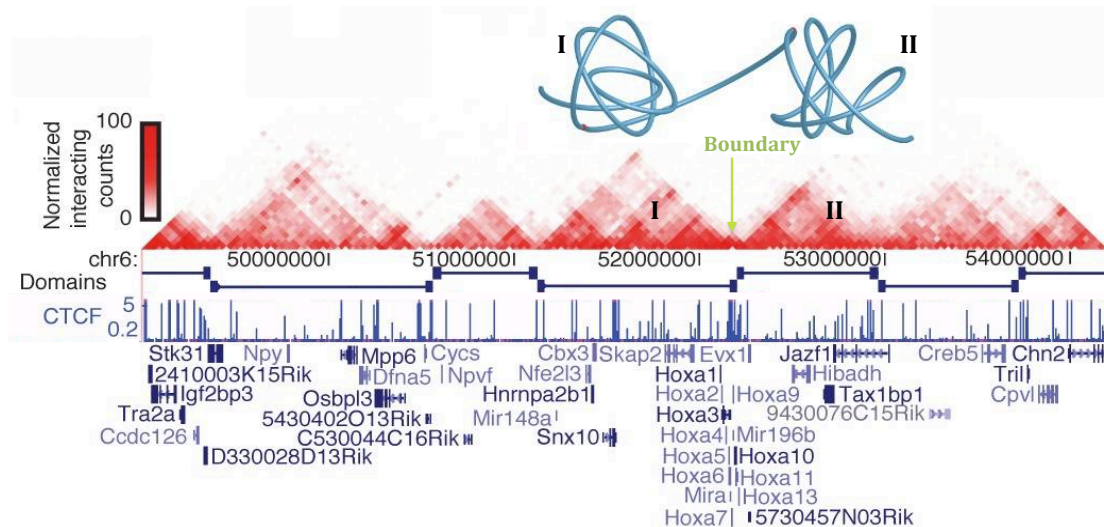 I II
Boundary
Normalized
interacting
counts
100
0
I II
chr6: 50000000| 51000000| 52000000| 53000000| 54000000|
Domains
CTCF 5
0.2
Stk31 Npy Mpp6 Cycs Cbx3 Skap2 Evx1 Jazf1 Creb5 Chn2
2410003K15Rik Dfna5 Npvf Nfe2l3 Hoxa1 Hibadh Tril
Igf2bp3 Osbpl3 Hnrnpa2b1 Hoxa2 Hoxa9 Tax1bp1 Cpvl
Tra2a 5430402O13Rik Mir148a Hoxa3 9430076C15Rik
Ccdc126 C530044C16Rik Snx10 Hoxa4 Mir196b
D330028D13Rik Hoxa5 Hoxa10
Hoxa6 Hoxa11
Mira Hoxa13
Hoxa7 5730457N03Rik